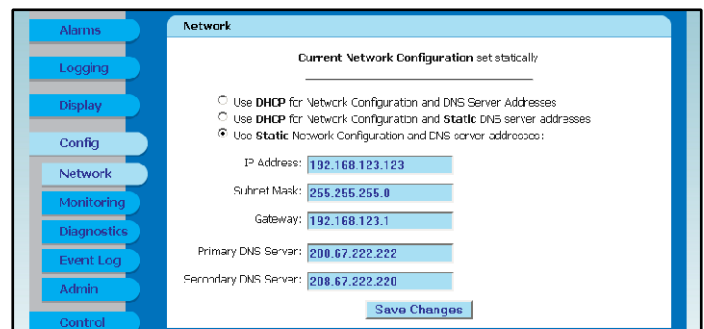 Alarms
Logging
Display
Config
Network
Monitoring
Diagnostics
Event Log
Admin
Control
Network
Current Network Configuration set statically
Use DHCP for Network Configuration and DNS Server Addresses
Use DHCP for Network Configuration and Static DNS server addresses
Use Static Network Configuration and DNS server addresses:
IP Address: 192.168.123.123
Subnet Mask: 255.255.255.0
Gateway: 192.168.123.1
Primary DNS Server: 200.67.222.222
Secondary DNS Server: 208.67.222.220
Save Changes